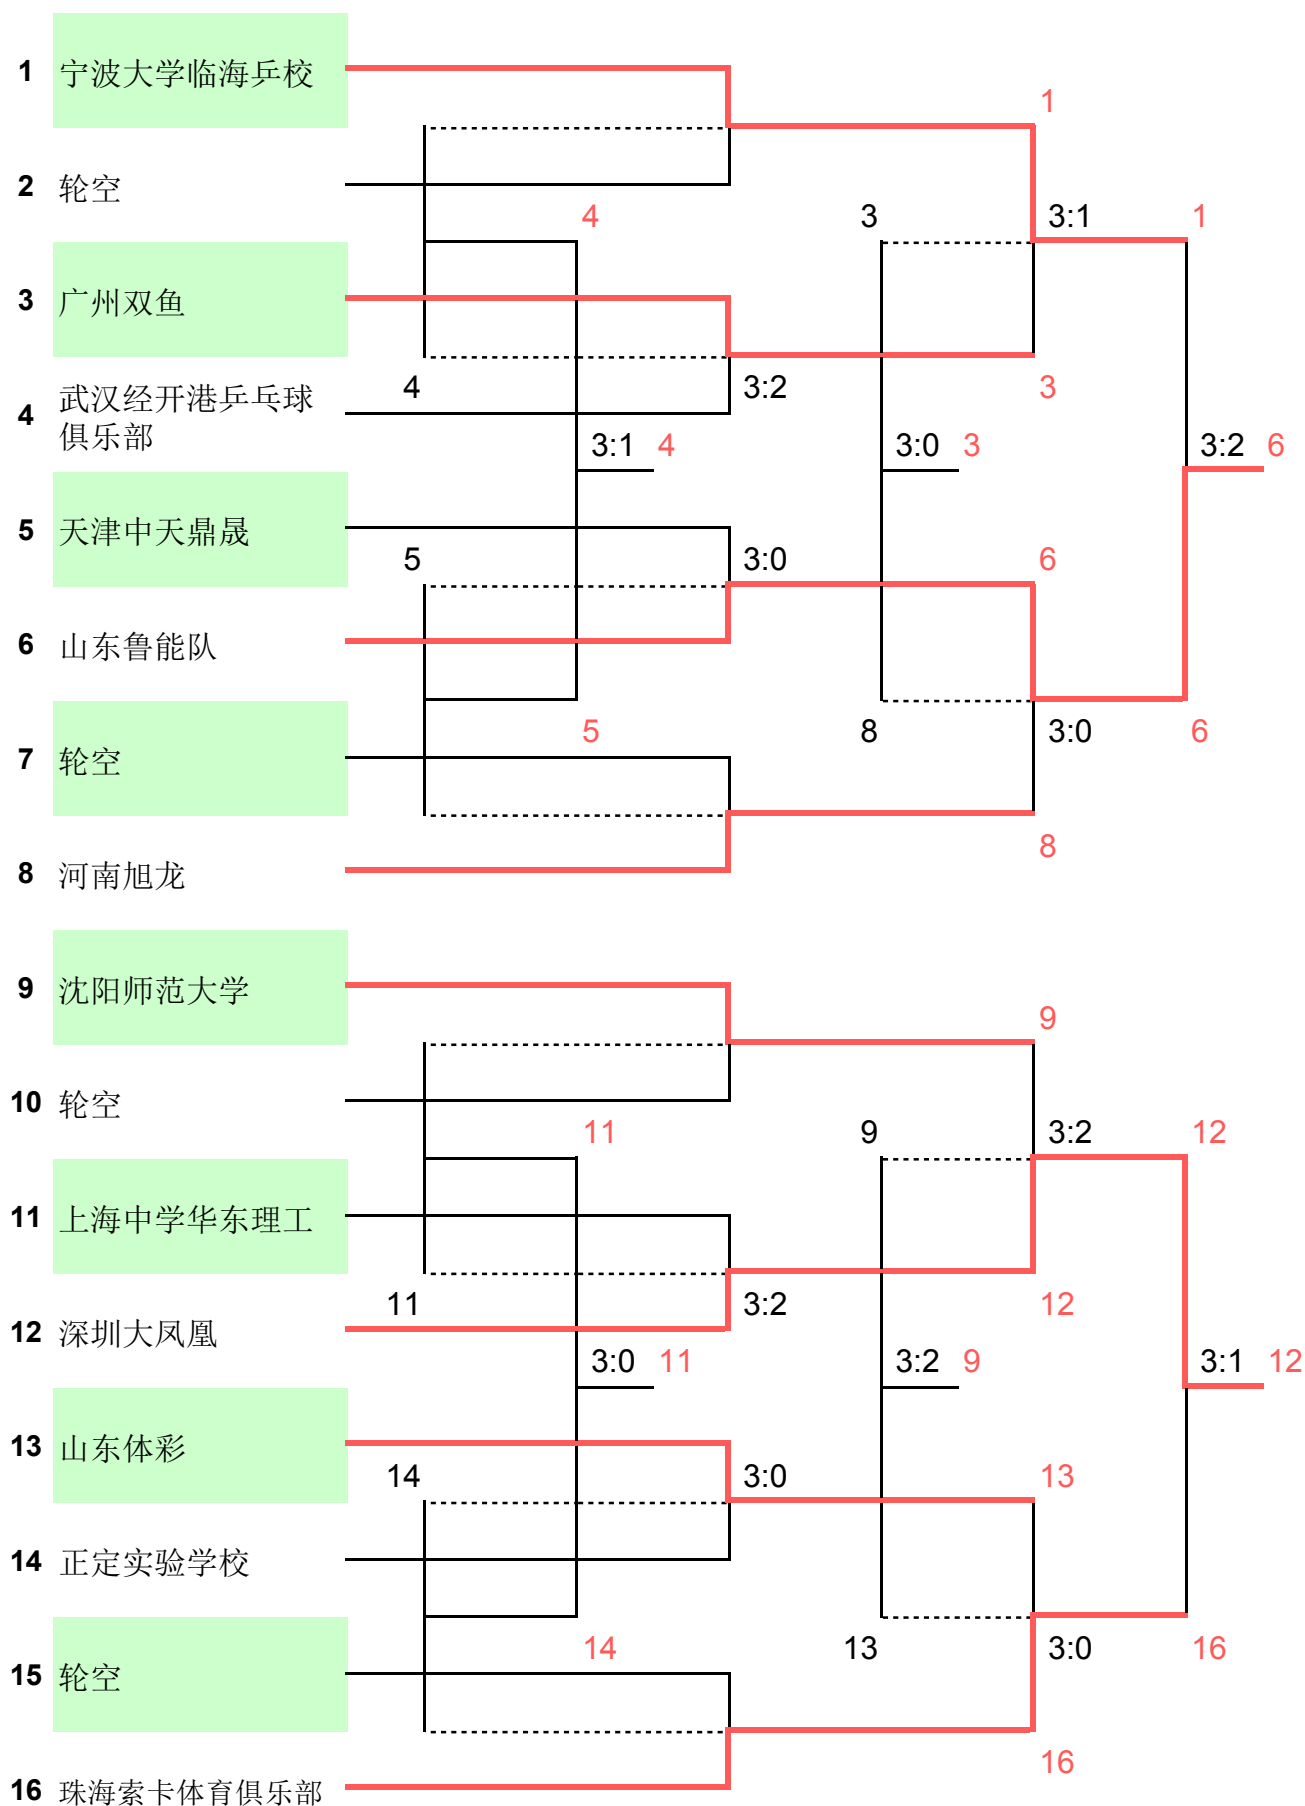 1 宁波大学临海乒校
1
2 轮空
4 3 3:1 1
3 广州双鱼
4 3:2 3
4 武汉经开港乒乓球
俱乐部
3:1 4 3:0 3 3:2 6
5 天津中天鼎晟
5 3:0 6
6 山东鲁能队
5 8 3:0 6
7 轮空
8
8 河南旭龙
9 沈阳师范大学
9
10 轮空
11 9 3:2 12
11 上海中学华东理工
11 3:2 12
12 深圳大凤凰
3:0 11 3:2 9 3:1 12
13 山东体彩
14 3:0 13
14 正定实验学校
14 13 3:0 16
15 轮空
16
16 珠海索卡体育俱乐部